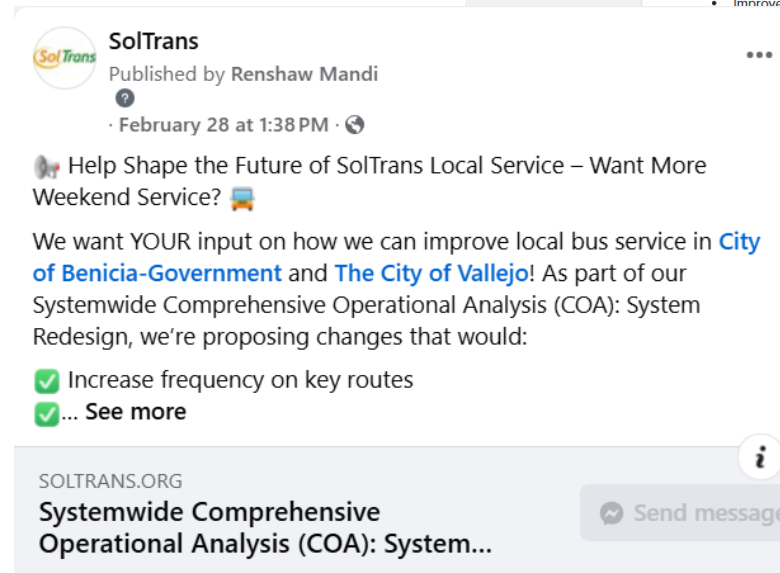 Improve
SolTrans
SolTrans
Published by Renshaw Mandi
?
· February 28 at 1:38 PM ·
Help Shape the Future of SolTrans Local Service – Want More
Weekend Service?
We want YOUR input on how we can improve local bus service in City
of Benicia-Government and The City of Vallejo! As part of our
Systemwide Comprehensive Operational Analysis (COA): System
Redesign, we're proposing changes that would:
✅ Increase frequency on key routes
✅... See more
i
SOLTRANS.ORG
Systemwide Comprehensive
Operational Analysis (COA): System...
Send message